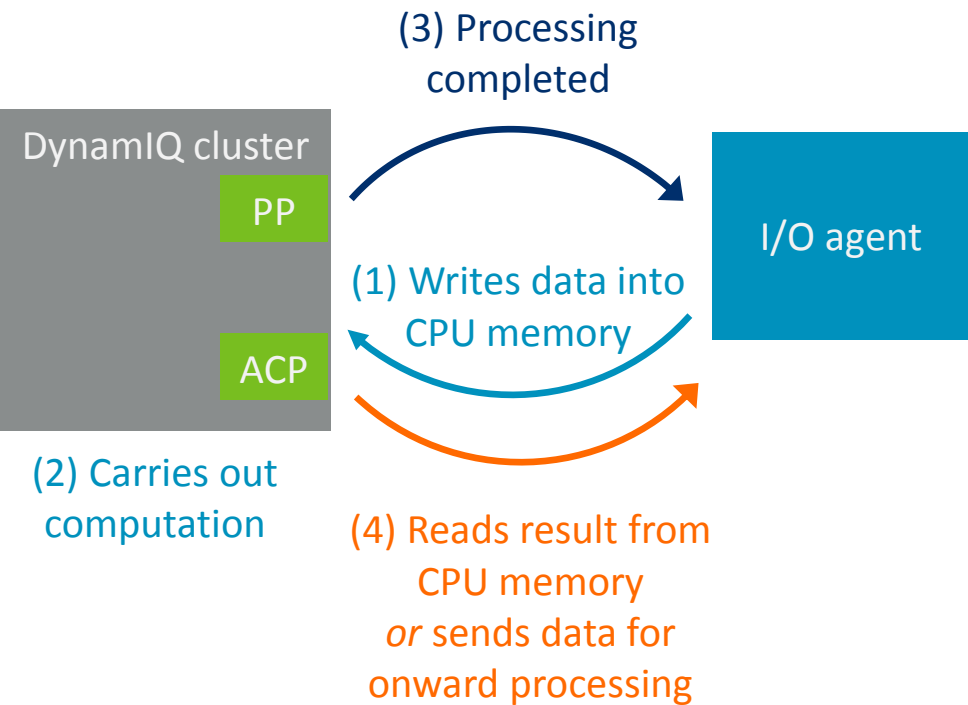 (3) Processing
completed
DynamIQ cluster
PP
I/O agent
(1) Writes data into
CPU memory
ACP
(2) Carries out
computation
(4) Reads result from
CPU memory
or sends data for
onward processing